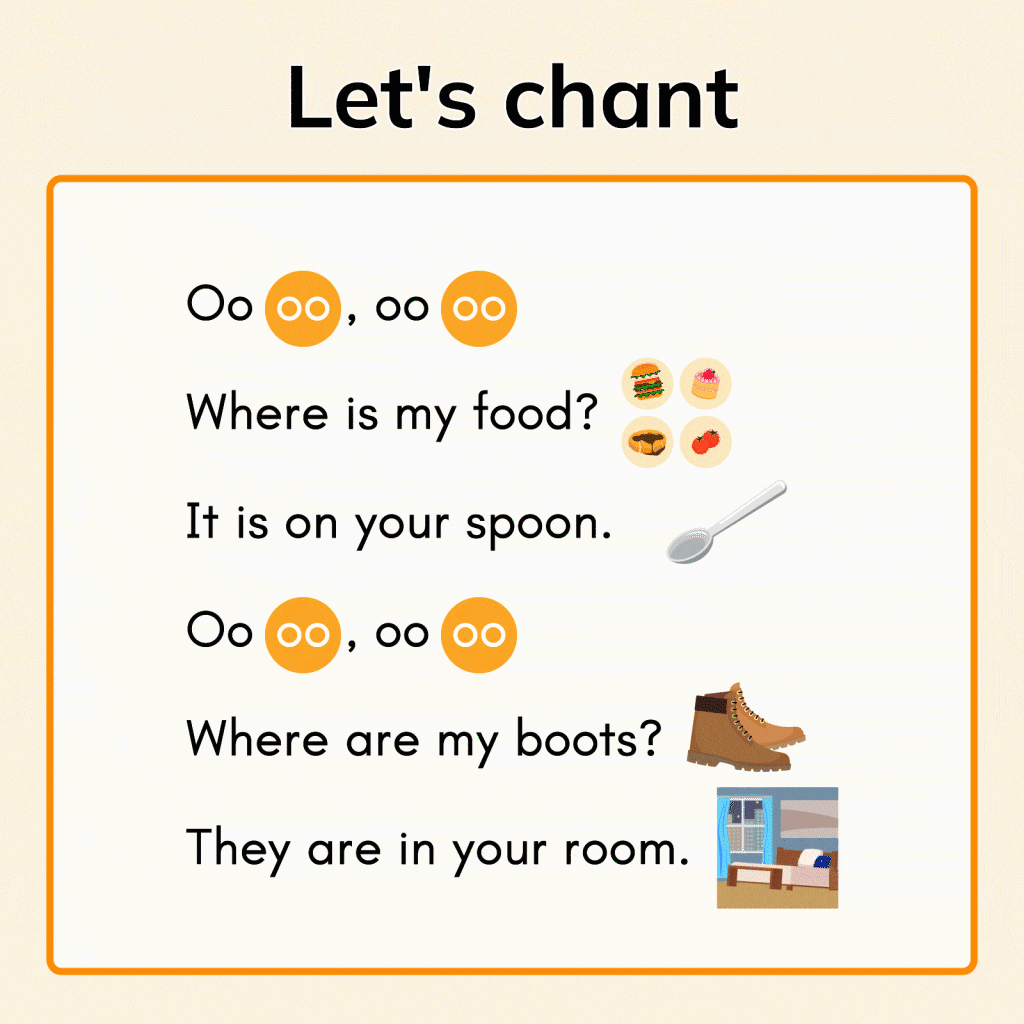 Let's chant
Oo oo, oo oo
Where is my food?
It is on your spoon.
Oo oo, oo oo
Where are my boots?
They are in your room.